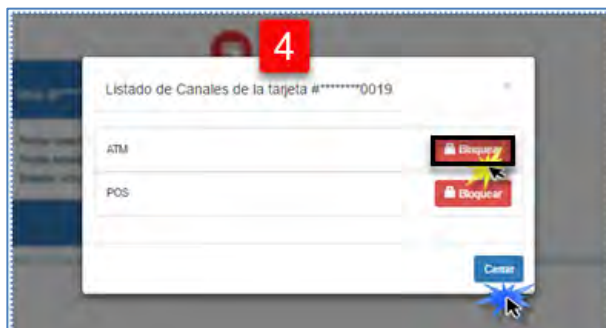 4
Listado de Canales de la tarjeta #********0019
×
ATM
Bloquear
POS
Bloquear
Cerrar